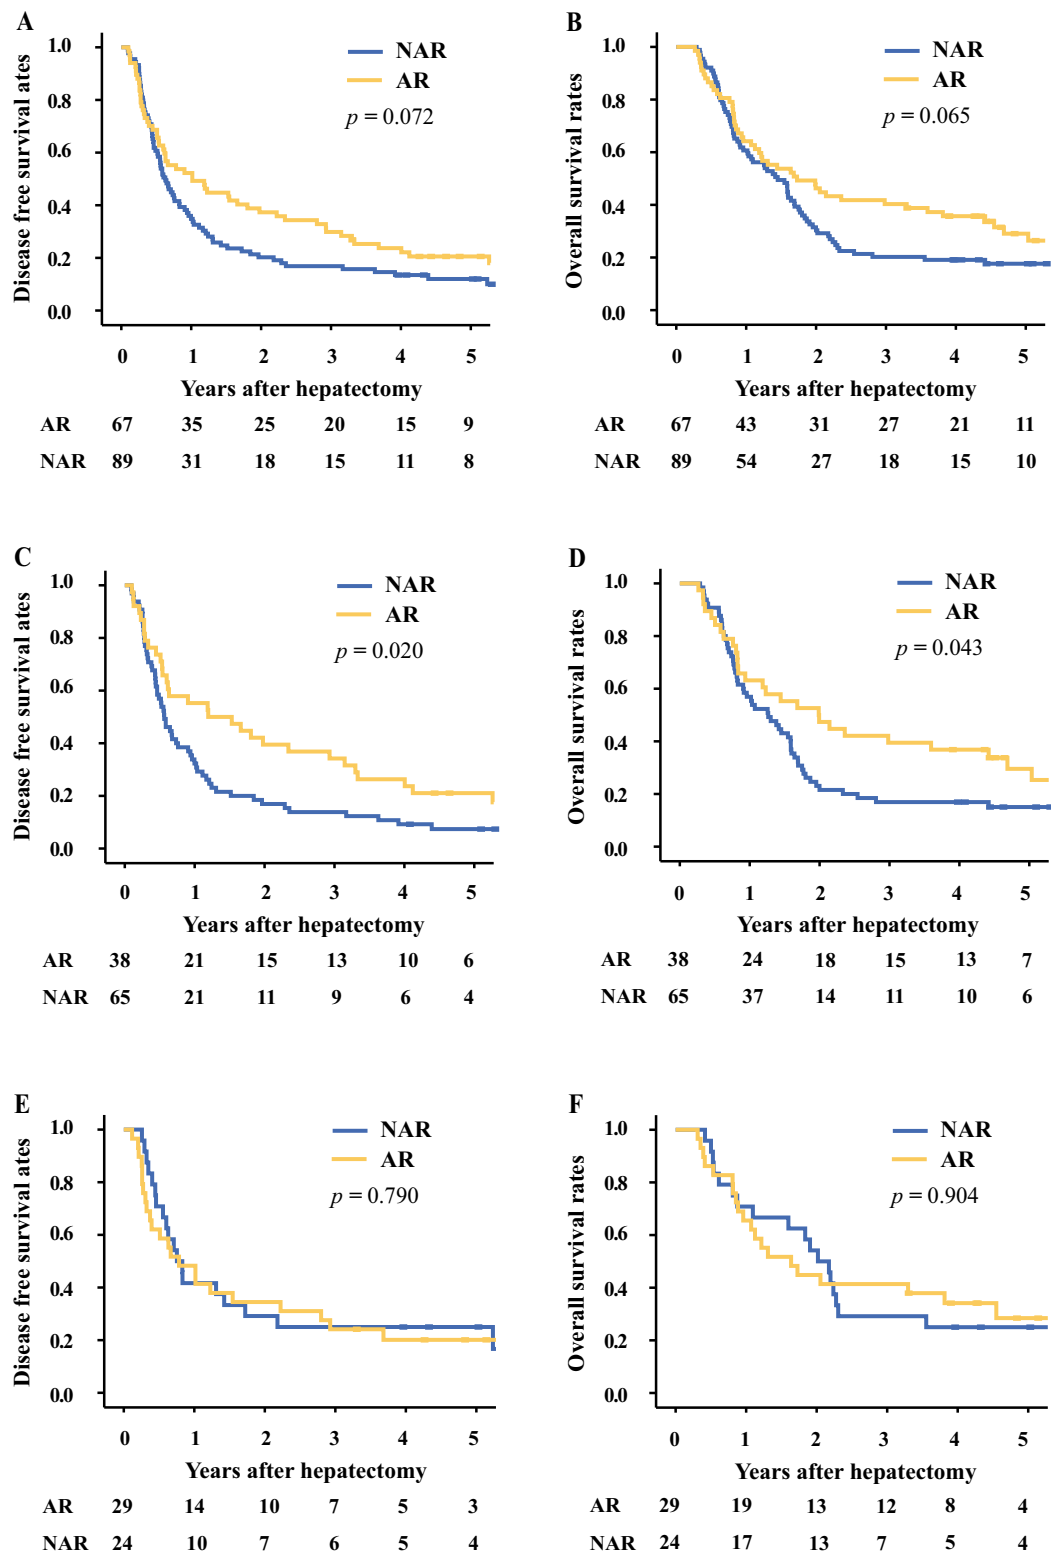 A
Disease free survival ates
1.0
0.8
0.6
0.4
0.2
0.0
NAR
AR
p = 0.072
0 1 2 3 4 5
Years after hepatectomy
AR 67 35 25 20 15 9
NAR 89 31 18 15 11 8
B
Overall survival rates
1.0
0.8
0.6
0.4
0.2
0.0
NAR
AR
p = 0.065
0 1 2 3 4 5
Years after hepatectomy
AR 67 43 31 27 21 11
NAR 89 54 27 18 15 10
C
Disease free survival ates
1.0
0.8
0.6
0.4
0.2
0.0
NAR
AR
p = 0.020
0 1 2 3 4 5
Years after hepatectomy
AR 38 21 15 13 10 6
NAR 65 21 11 9 6 4
D
Overall survival rates
1.0
0.8
0.6
0.4
0.2
0.0
NAR
AR
p = 0.043
0 1 2 3 4 5
Years after hepatectomy
AR 38 24 18 15 13 7
NAR 65 37 14 11 10 6
E
Disease free survival ates
1.0
0.8
0.6
0.4
0.2
0.0
NAR
AR
p = 0.790
0 1 2 3 4 5
Years after hepatectomy
AR 29 14 10 7 5 3
NAR 24 10 7 6 5 4
F
Overall survival rates
1.0
0.8
0.6
0.4
0.2
0.0
NAR
AR
p = 0.904
0 1 2 3 4 5
Years after hepatectomy
AR 29 19 13 12 8 4
NAR 24 17 13 7 5 4